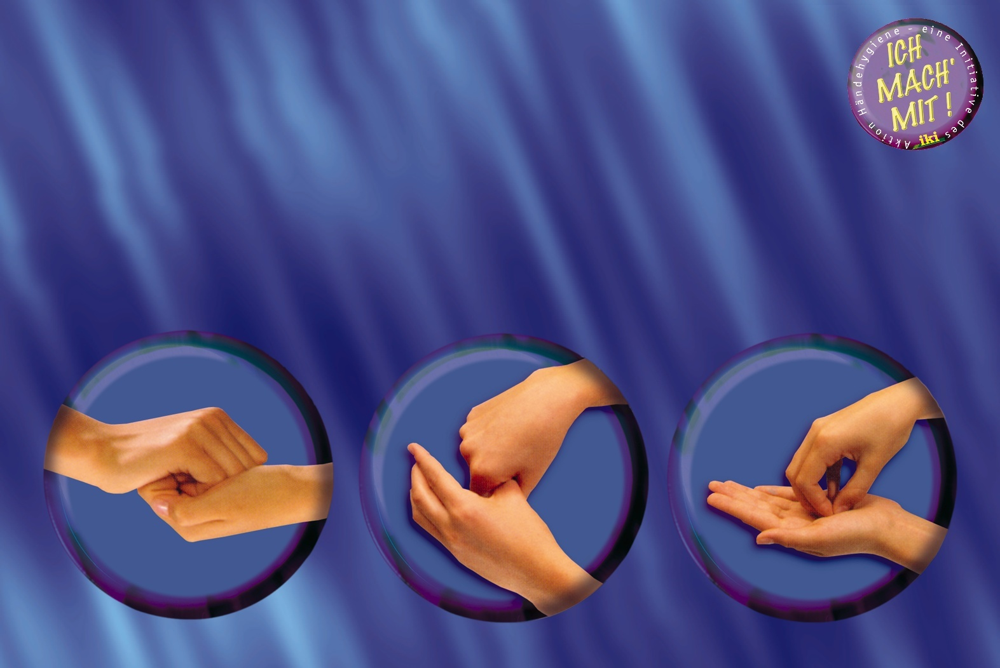 Aktion Händehygiene - eine Initiative des iki
ICH
MACH'
MIT !